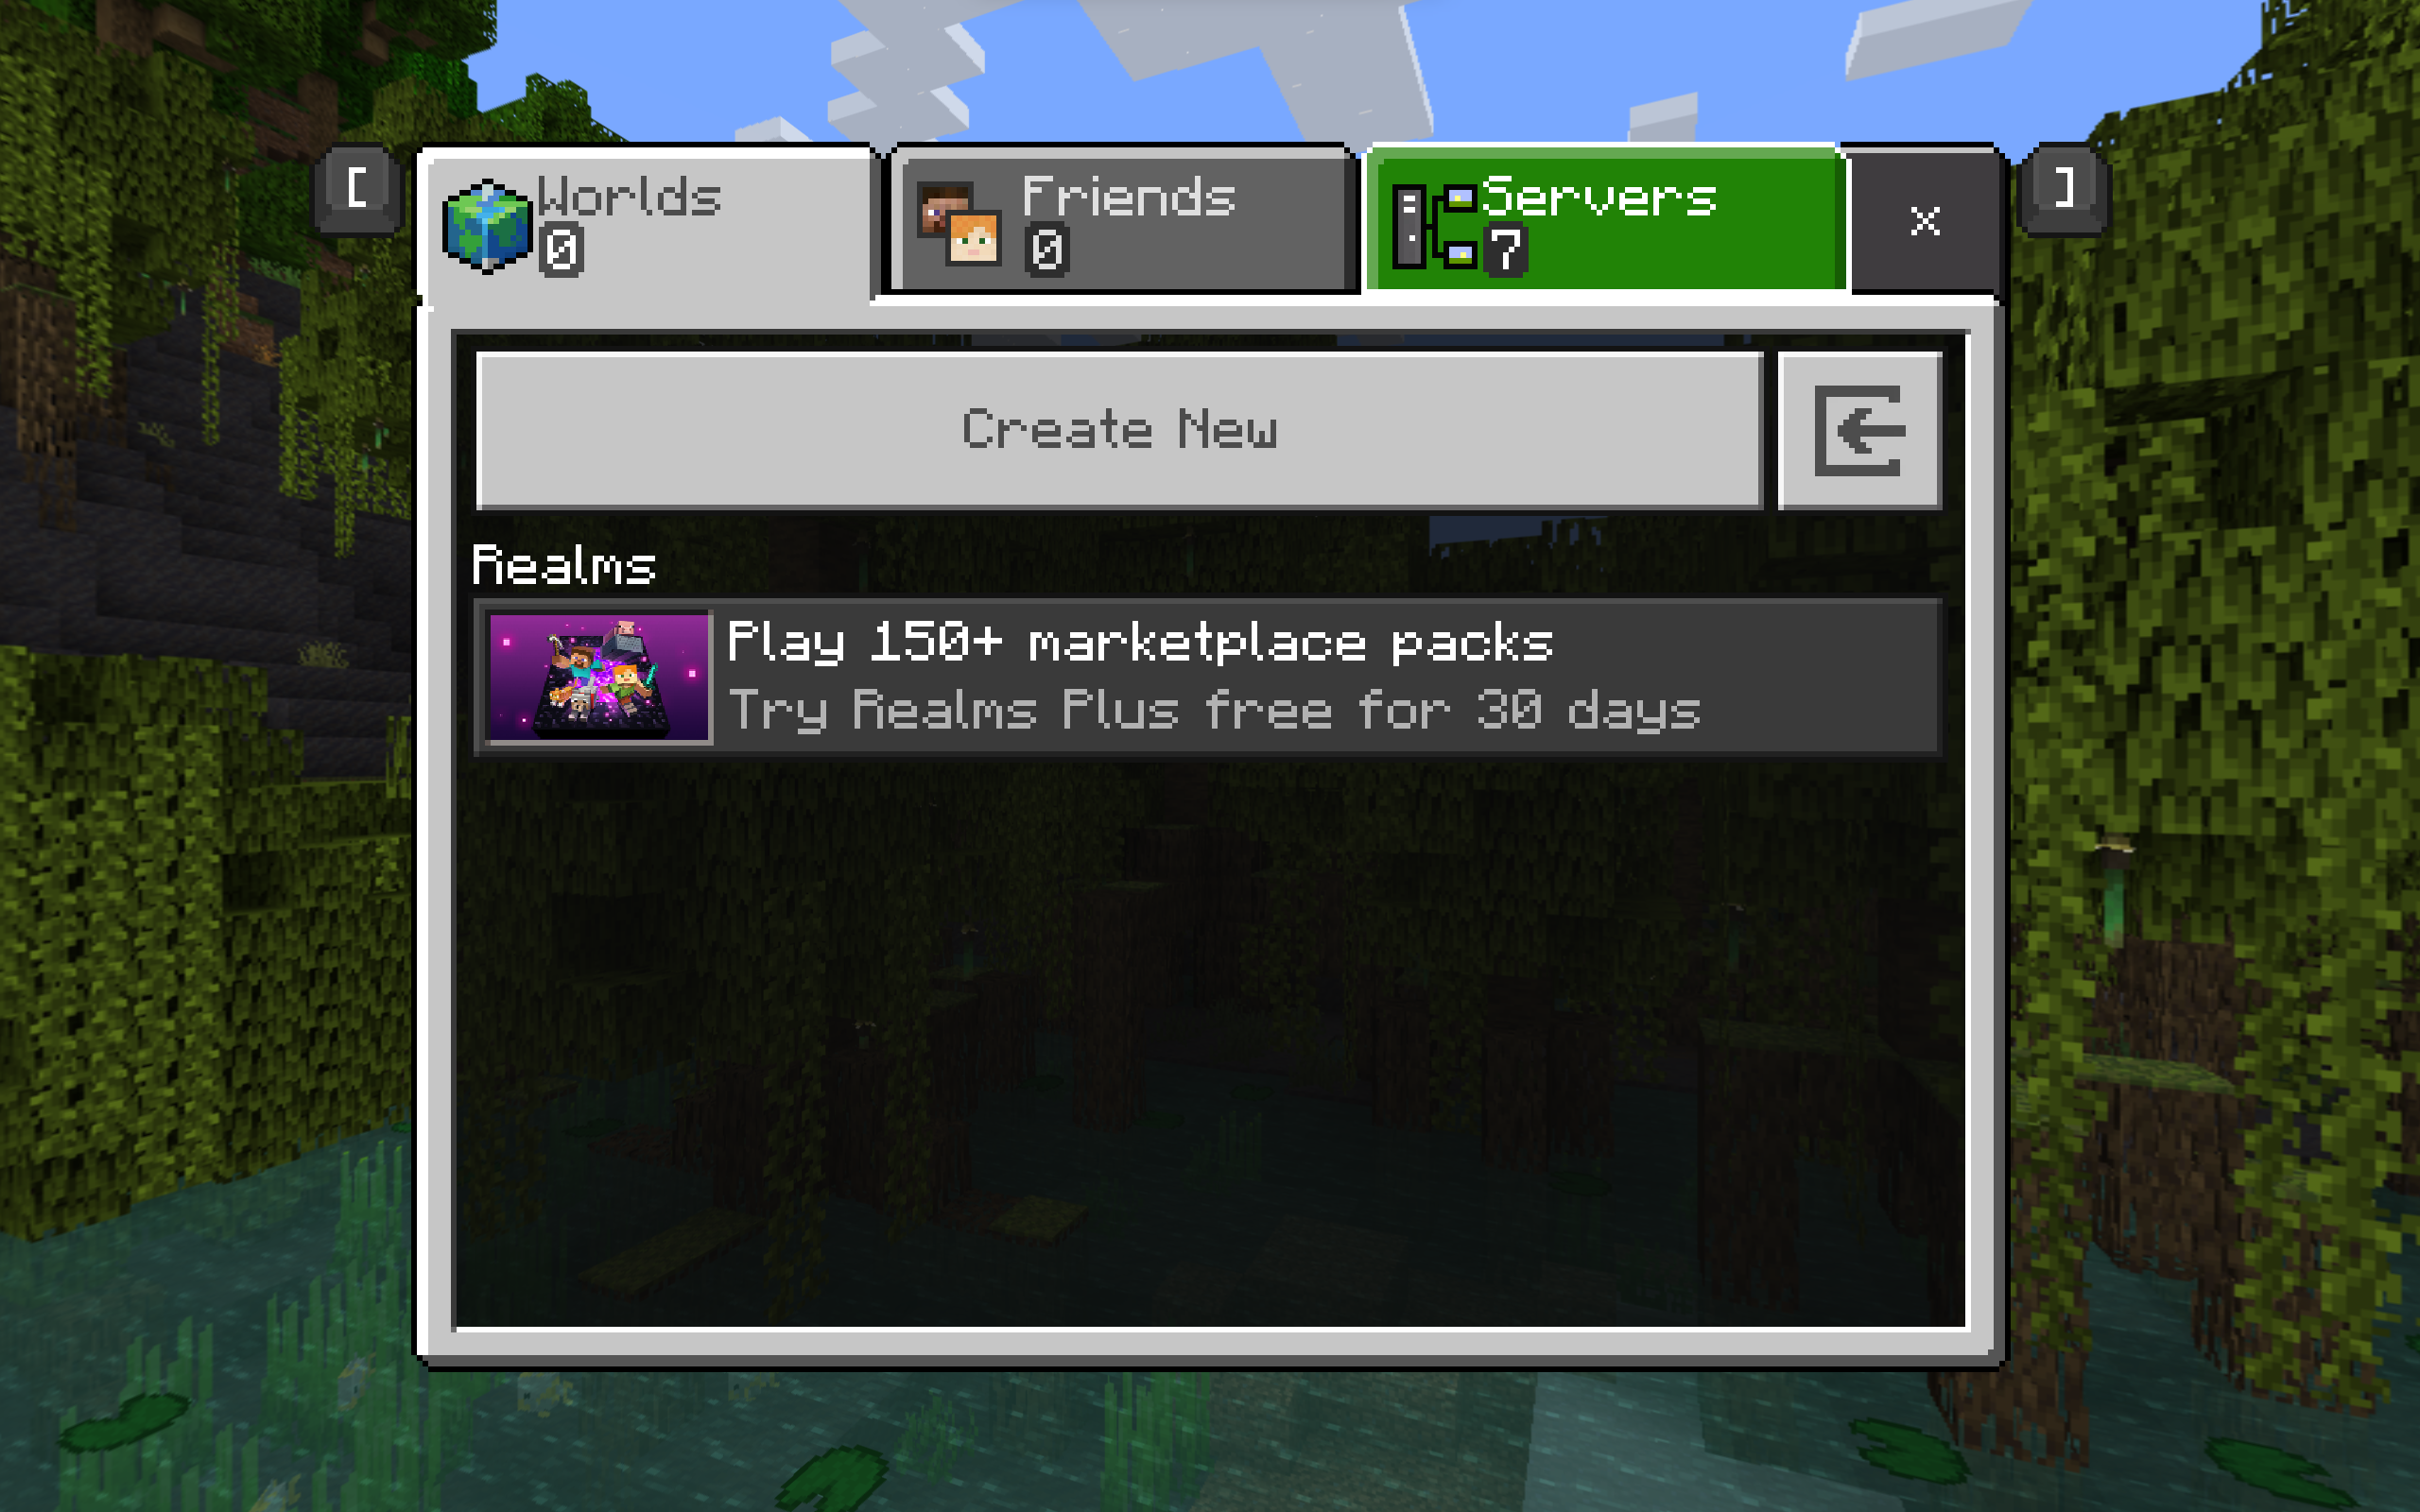 [
Worlds
0
Friends
0
Servers
7
x
]
Create New
Realms
Play 150+ marketplace packs
Try Realms Plus free for 30 days